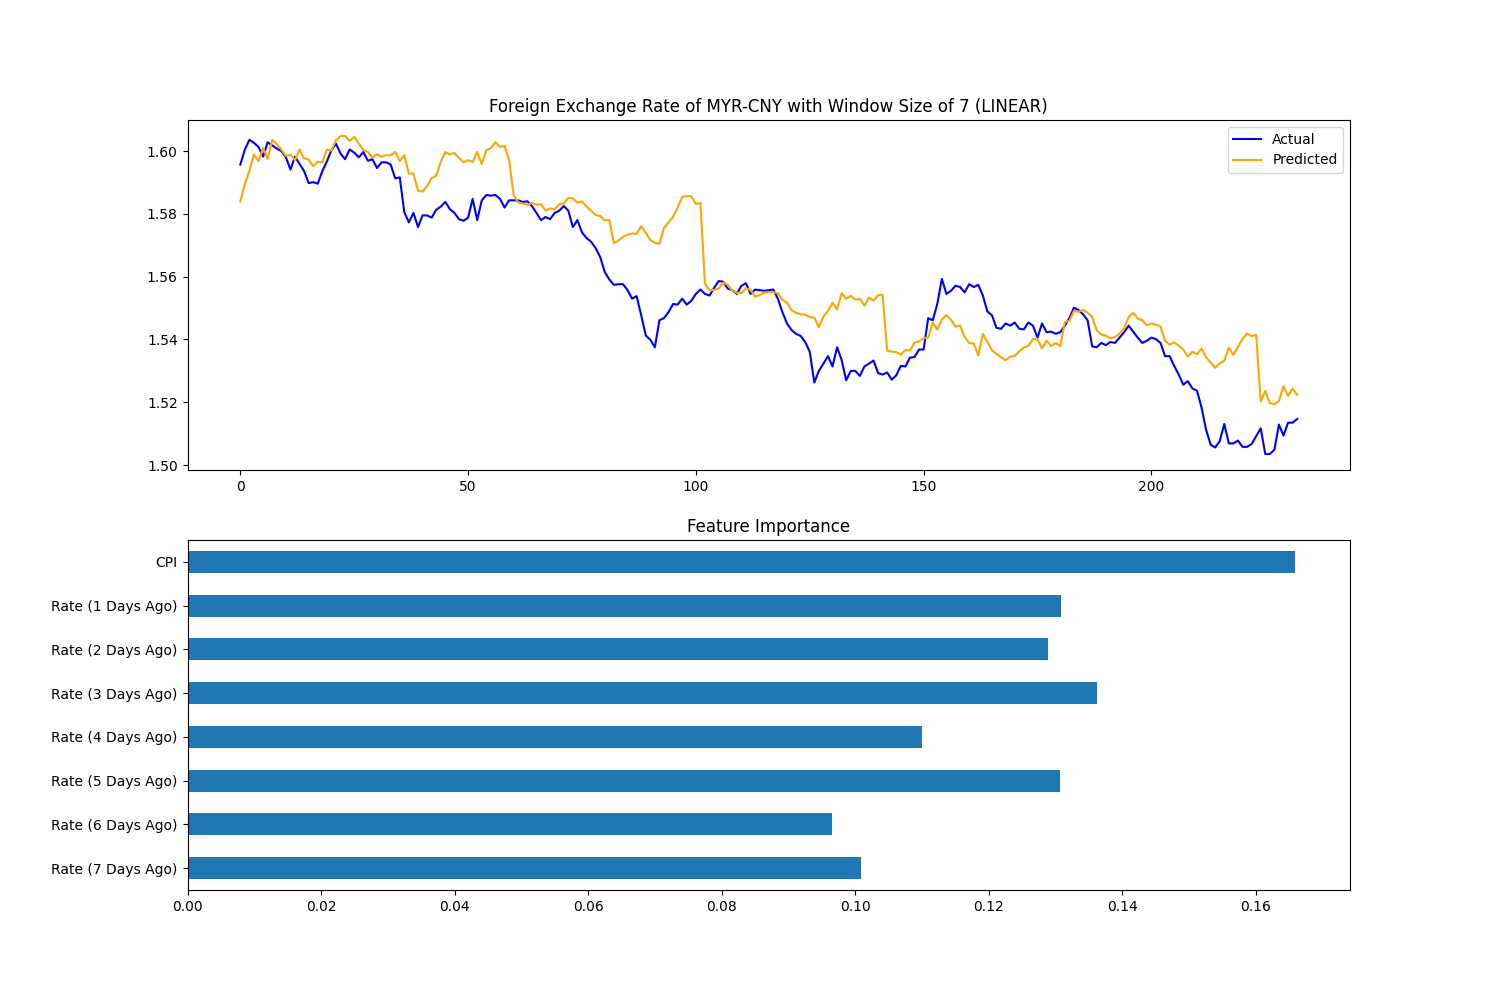 Foreign Exchange Rate of MYR-CNY with Window Size of 7 (LINEAR)
Actual
Predicted
1.60
1.58
1.56
1.54
1.52
1.50
0 50 100 150 200
Feature Importance
CPI
Rate (1 Days Ago)
Rate (2 Days Ago)
Rate (3 Days Ago)
Rate (4 Days Ago)
Rate (5 Days Ago)
Rate (6 Days Ago)
Rate (7 Days Ago)
0.00 0.02 0.04 0.06 0.08 0.10 0.12 0.14 0.16